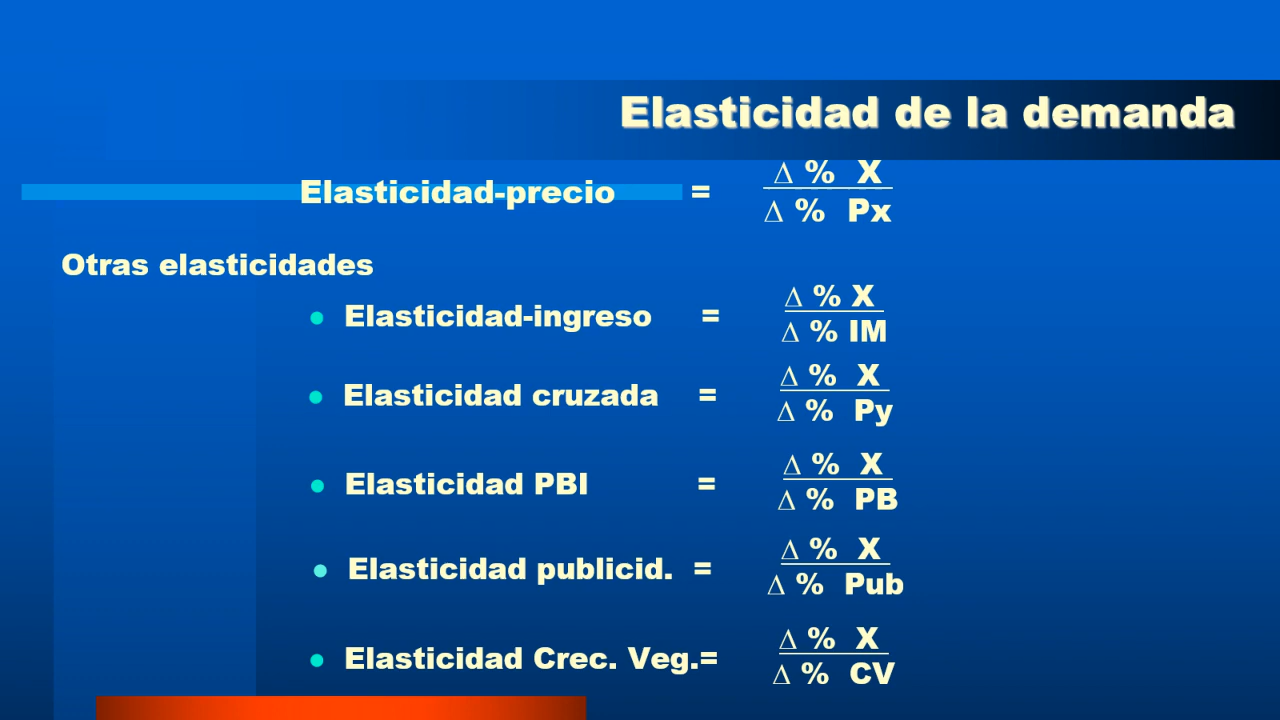 Elasticidad de la demanda
Δ % X
Elasticidad-precio =
Δ % Px
Otras elasticidades
Δ % X
● Elasticidad-ingreso =
Δ % IM
Δ % X
● Elasticidad cruzada =
Δ % Py
Δ % X
● Elasticidad PBI =
Δ % PB
Δ % X
● Elasticidad publicid. =
Δ % Pub
Δ % X
● Elasticidad Crec. Veg.=
Δ % CV